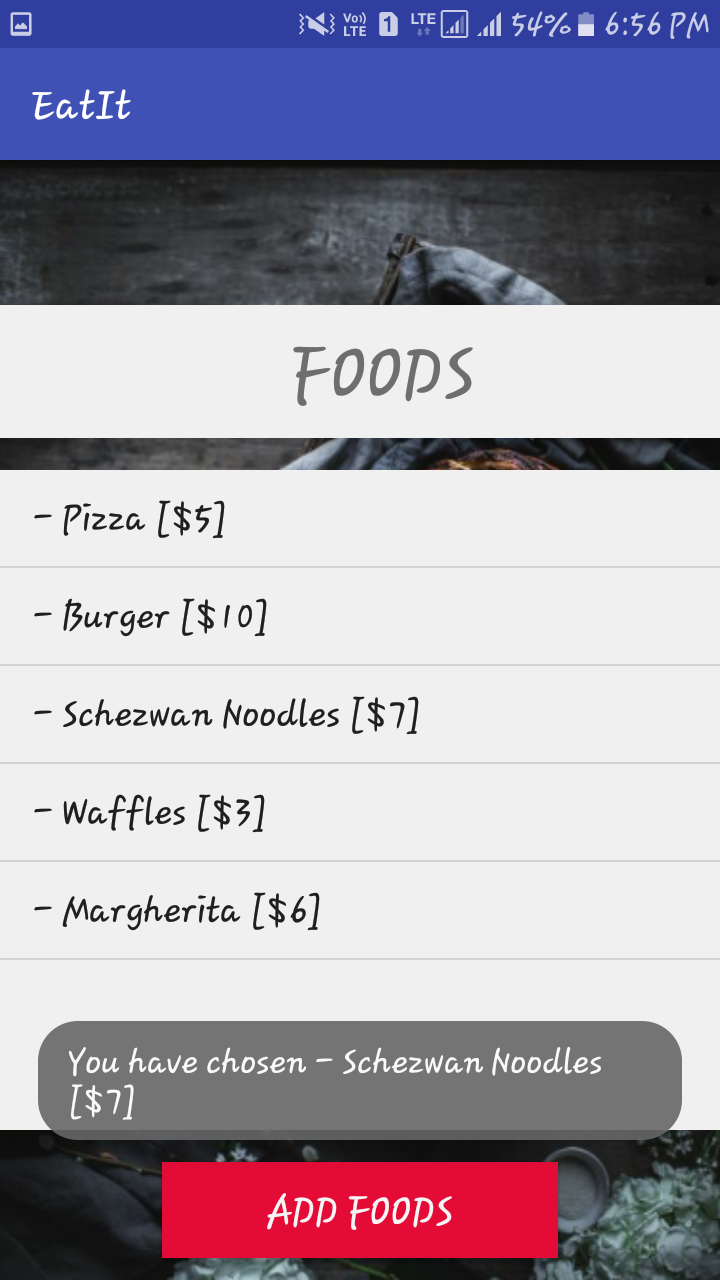 Vo))
LTE
1
LTE
54%
6:56 PM
EatIt
FOODS
- Pizza [$5]
- Burger [$10]
- Schezwan Noodles [$7]
- Waffles [$3]
- Margherita [$6]
You have chosen - Schezwan Noodles
[$7]
ADD FOODS